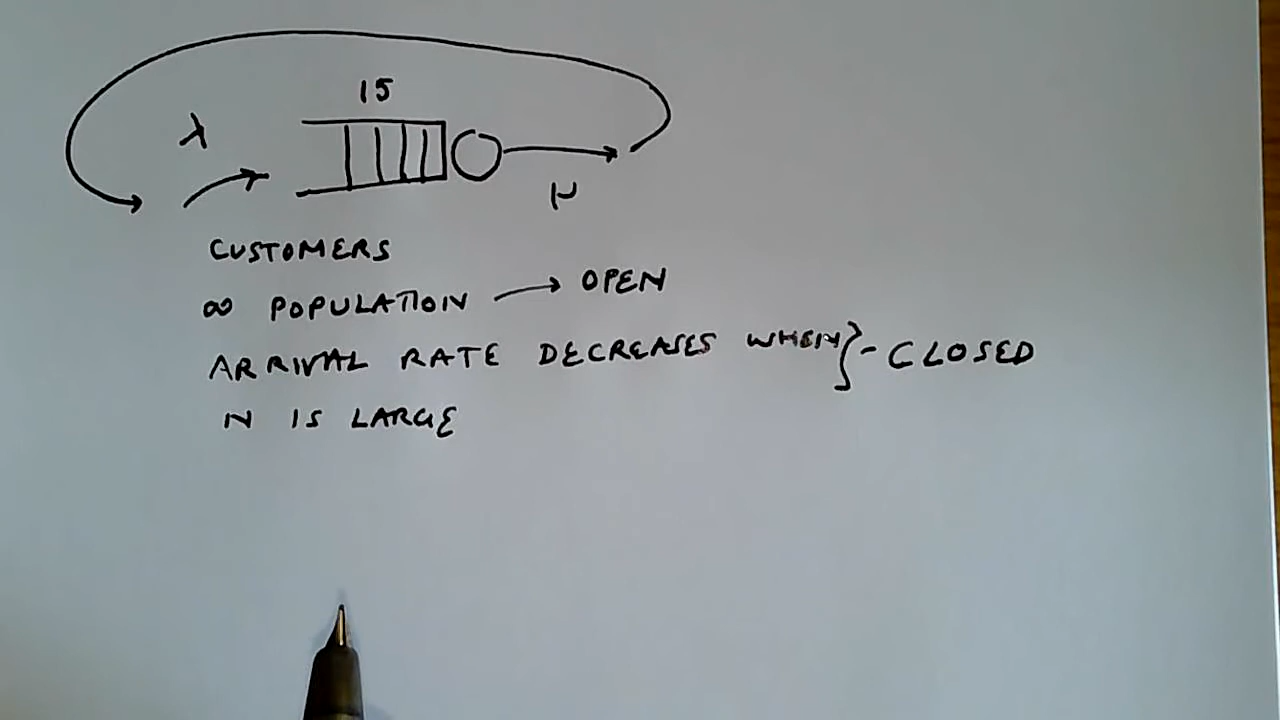 15
λ
μ
CUSTOMERS
∞ POPULATION → OPEN
ARRIVAL RATE DECREASES WHEN } - CLOSED
N IS LARGE